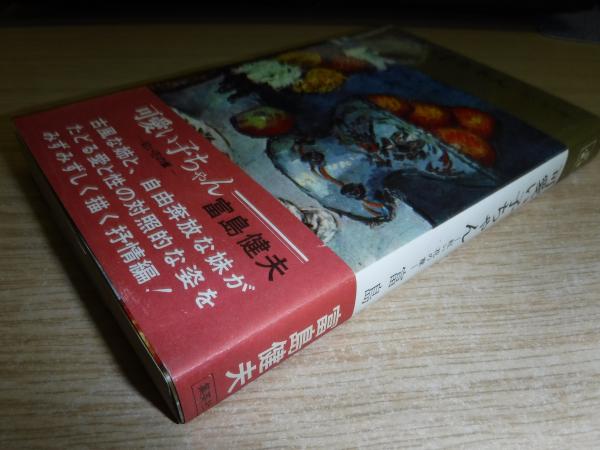 可愛い子ちゃん
富島健夫
古風な姉と、自由奔放な妹が
たどる愛と性の対照的な姿を
みずみずしく描く抒情編！
可愛い子ちゃん
富島
富島健夫
集英社